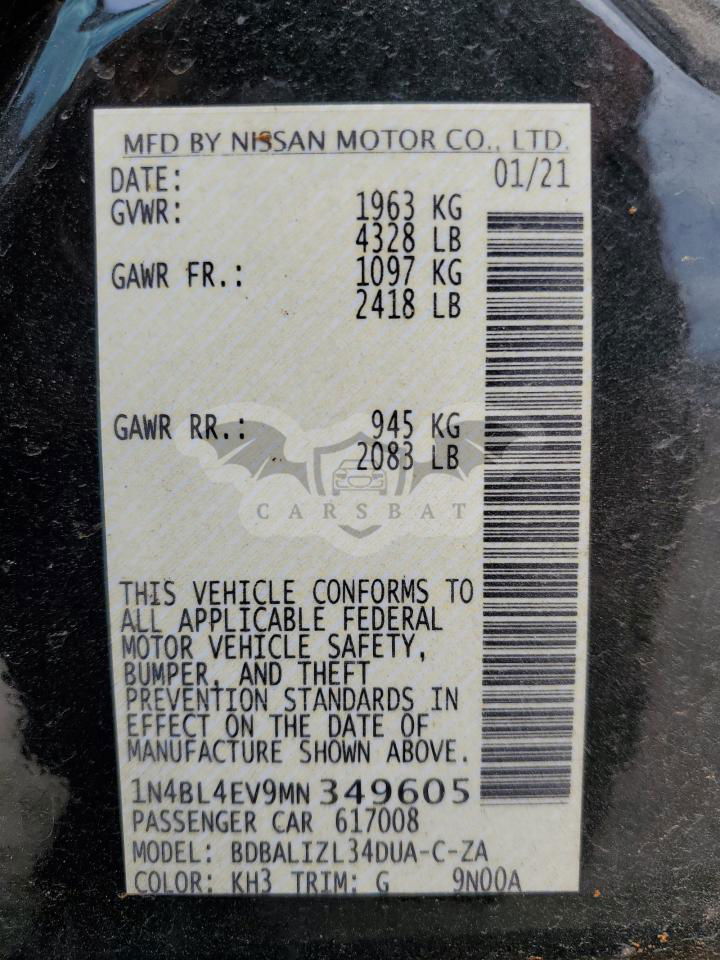 MFD BY NISSAN MOTOR CO., LTD.
DATE: 01/21
GVWR: 1963 KG
4328 LB
GAWR FR.: 1097 KG
2418 LB
GAWR RR.: 945 KG
2083 LB
CARSBAT
THIS VEHICLE CONFORMS TO
ALL APPLICABLE FEDERAL
MOTOR VEHICLE SAFETY,
BUMPER, AND THEFT
PREVENTION STANDARDS IN
EFFECT ON THE DATE OF
MANUFACTURE SHOWN ABOVE.
1N4BL4EV9MN 349605
PASSENGER CAR 617008
MODEL: BDBALIZL34DUA-C-ZA
COLOR: KH3 TRIM: G 9N00A